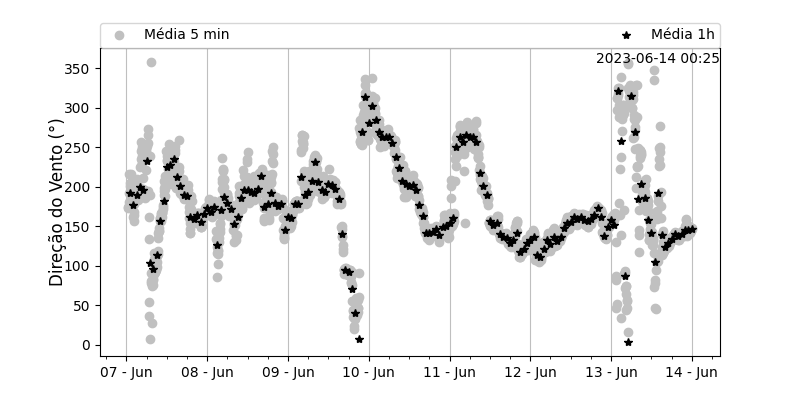 Média 5 min
Média 1h
2023-06-14 00:25
Direção do Vento (°)
350
300
250
200
150
100
50
0
07 - Jun
08 - Jun
09 - Jun
10 - Jun
11 - Jun
12 - Jun
13 - Jun
14 - Jun